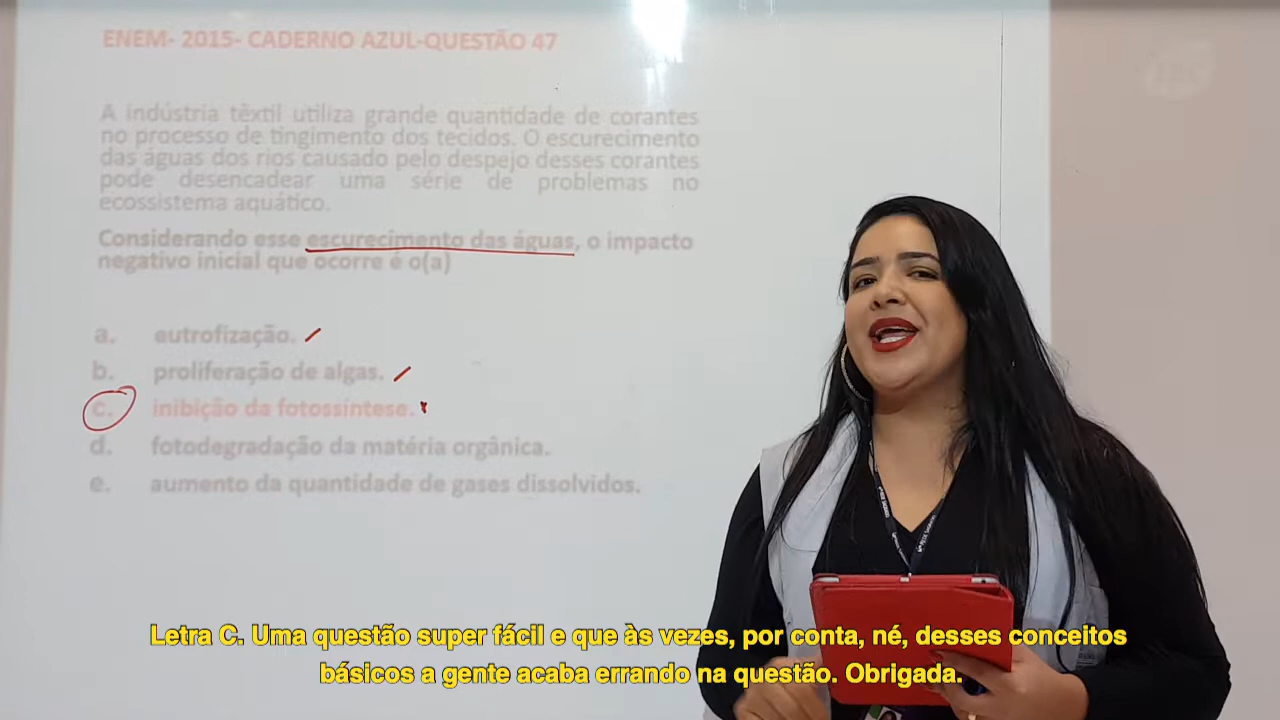 ENEM- 2015- CADERNO AZUL-QUESTÃO 47
A indústria têxtil utiliza grande quantidade de corantes
no processo de tingimento dos tecidos. O escurecimento
das águas dos rios causado pelo despejo desses corantes
pode desencadear uma série de problemas no
ecossistema aquático.
Considerando esse escurecimento das águas, o impacto
negativo inicial que ocorre é o(a)
a. eutrofização.
b. proliferação de algas.
c. inibição da fotossíntese.
d. fotodegradação da matéria orgânica.
e. aumento da quantidade de gases dissolvidos.
Letra C. Uma questão super fácil e que às vezes, por conta, né, desses conceitos
básicos a gente acaba errando na questão. Obrigada.